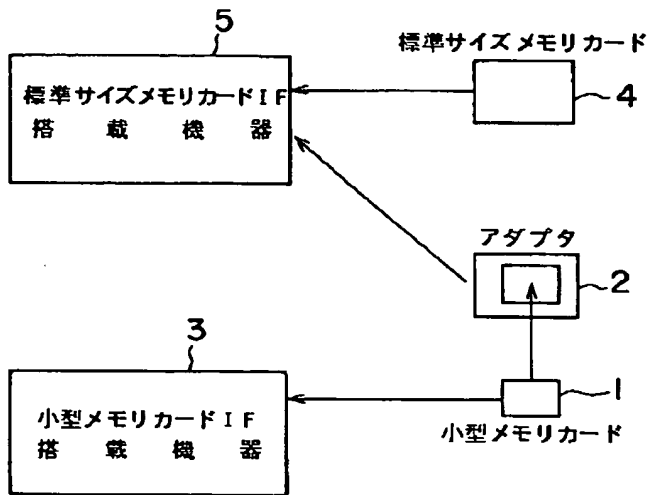 5
標準サイズメモリカードIF
搭載機器
標準サイズメモリカード
4
アダプタ
2
3
小型メモリカードIF
搭載機器
1
小型メモリカード